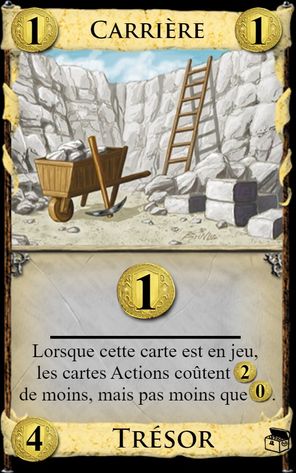 1 CARRIÈRE 1
1
Lorsque cette carte est en jeu,
les cartes Actions coûtent 2
de moins, mais pas moins que 0.
4 TRÉSOR